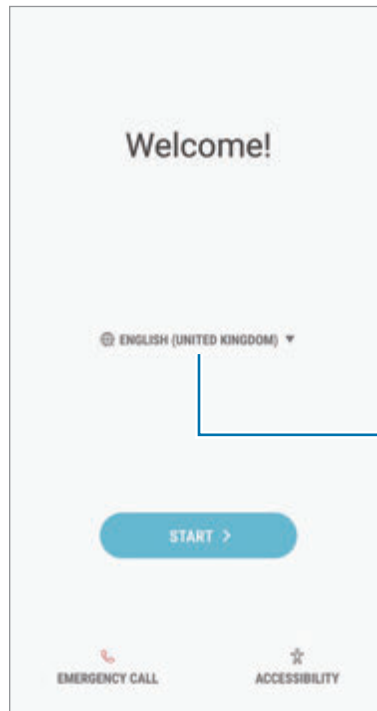 Welcome!
ENGLISH (UNITED KINGDOM)
START
EMERGENCY CALL
ACCESSIBILITY